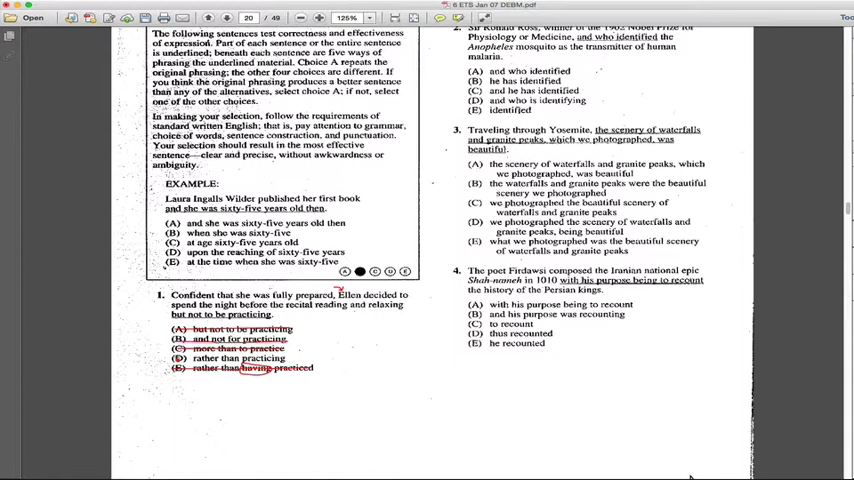 6 ETS Jan 07 DEBM.pdf
Open
20 / 49
125%
The following sentences test correctness and effectiveness
of expression. Part of each sentence or the entire sentence
is underlined; beneath each sentence are five ways of
phrasing the underlined material. Choice A repeats the
original phrasing; the other four choices are different. If
you think the original phrasing produces a better sentence
than any of the alternatives, select choice A; if not, select
one of the other choices.
In making your selection, follow the requirements of
standard written English; that is, pay attention to grammar,
choice of words, sentence construction, and punctuation.
Your selection should result in the most effective
sentence—clear and precise, without awkwardness or
ambiguity.
EXAMPLE:
Laura Ingalls Wilder published her first book
and she was sixty-five years old then.
(A) and she was sixty-five years old then
(B) when she was sixty-five
(C) at age sixty-five years old
(D) upon the reaching of sixty-five years
(E) at the time when she was sixty-five
A C D E
1. Confident that she was fully prepared, Ellen decided to
spend the night before the recital reading and relaxing
but not to be practicing.
(A) but not to be practicing
(B) and not for practicing
(C) more than to practice
(D) rather than practicing
(E) rather than having practiced
2. Sir Ronald Ross, winner of the 1902 Nobel Prize for
Physiology or Medicine, and who identified the
Anopheles mosquito as the transmitter of human
malaria.
(A) and who identified
(B) he has identified
(C) and he has identified
(D) and who is identifying
(E) identified
3. Traveling through Yosemite, the scenery of waterfalls
and granite peaks, which we photographed, was
beautiful.
(A) the scenery of waterfalls and granite peaks, which
we photographed, was beautiful
(B) the waterfalls and granite peaks were the beautiful
scenery we photographed
(C) we photographed the beautiful scenery of
waterfalls and granite peaks
(D) we photographed the scenery of waterfalls and
granite peaks, being beautiful
(E) what we photographed was the beautiful scenery
of waterfalls and granite peaks
4. The poet Firdawsi composed the Iranian national epic
Shah-nameh in 1010 with his purpose being to recount
the history of the Persian kings.
(A) with his purpose being to recount
(B) and his purpose was recounting
(C) to recount
(D) thus recounted
(E) he recounted